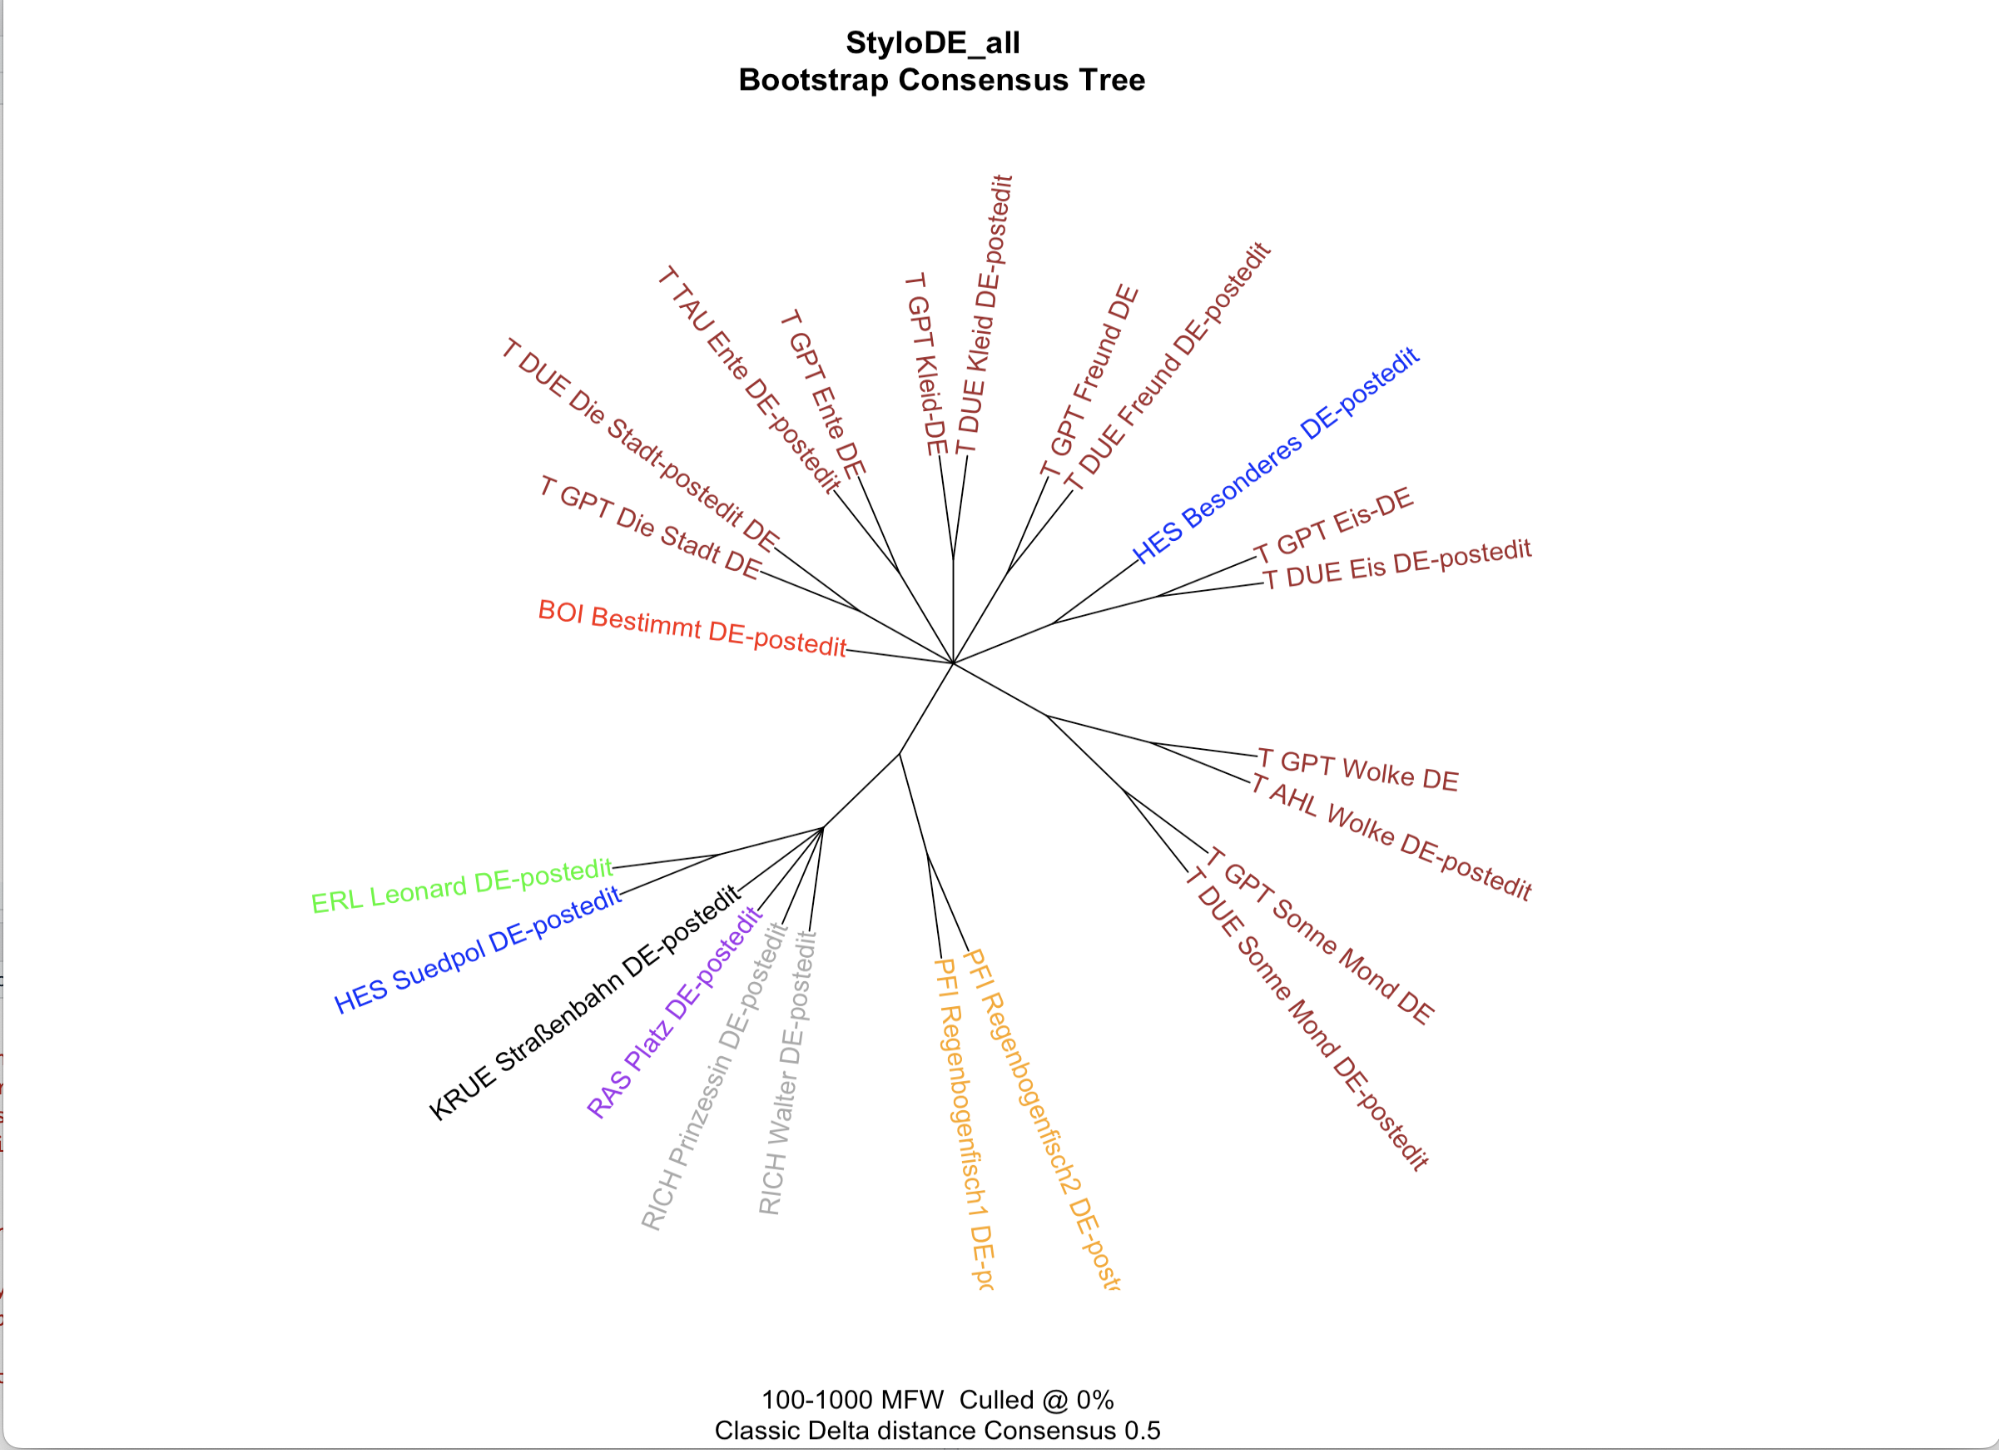 StyloDE_all
Bootstrap Consensus Tree
T TAU Ente DE-postedit
T GPT Ente DE
T GPT Kleid-DE
T DUE Kleid DE-postedit
T GPT Freund DE
T DUE Freund DE-postedit
T DUE Die Stadt-postedit DE
T GPT Die Stadt DE
HES Besonderes DE-postedit
T GPT Eis-DE
T DUE Eis DE-postedit
BOI Bestimmt DE-postedit
T GPT Wolke DE
T AHL Wolke DE-postedit
T GPT Sonne Mond DE
T DUE Sonne Mond DE-postedit
ERL Leonard DE-postedit
HES Suedpol DE-postedit
KRUE Straßenbahn DE-postedit
RAS Platz DE-postedit
RICH Prinzessin DE-postedit
RICH Walter DE-postedit
PFI Regenbogenfisch1 DE-po
PFI Regenbogenfisch2 DE-poste
100-1000 MFW Culled @ 0%
Classic Delta distance Consensus 0.5